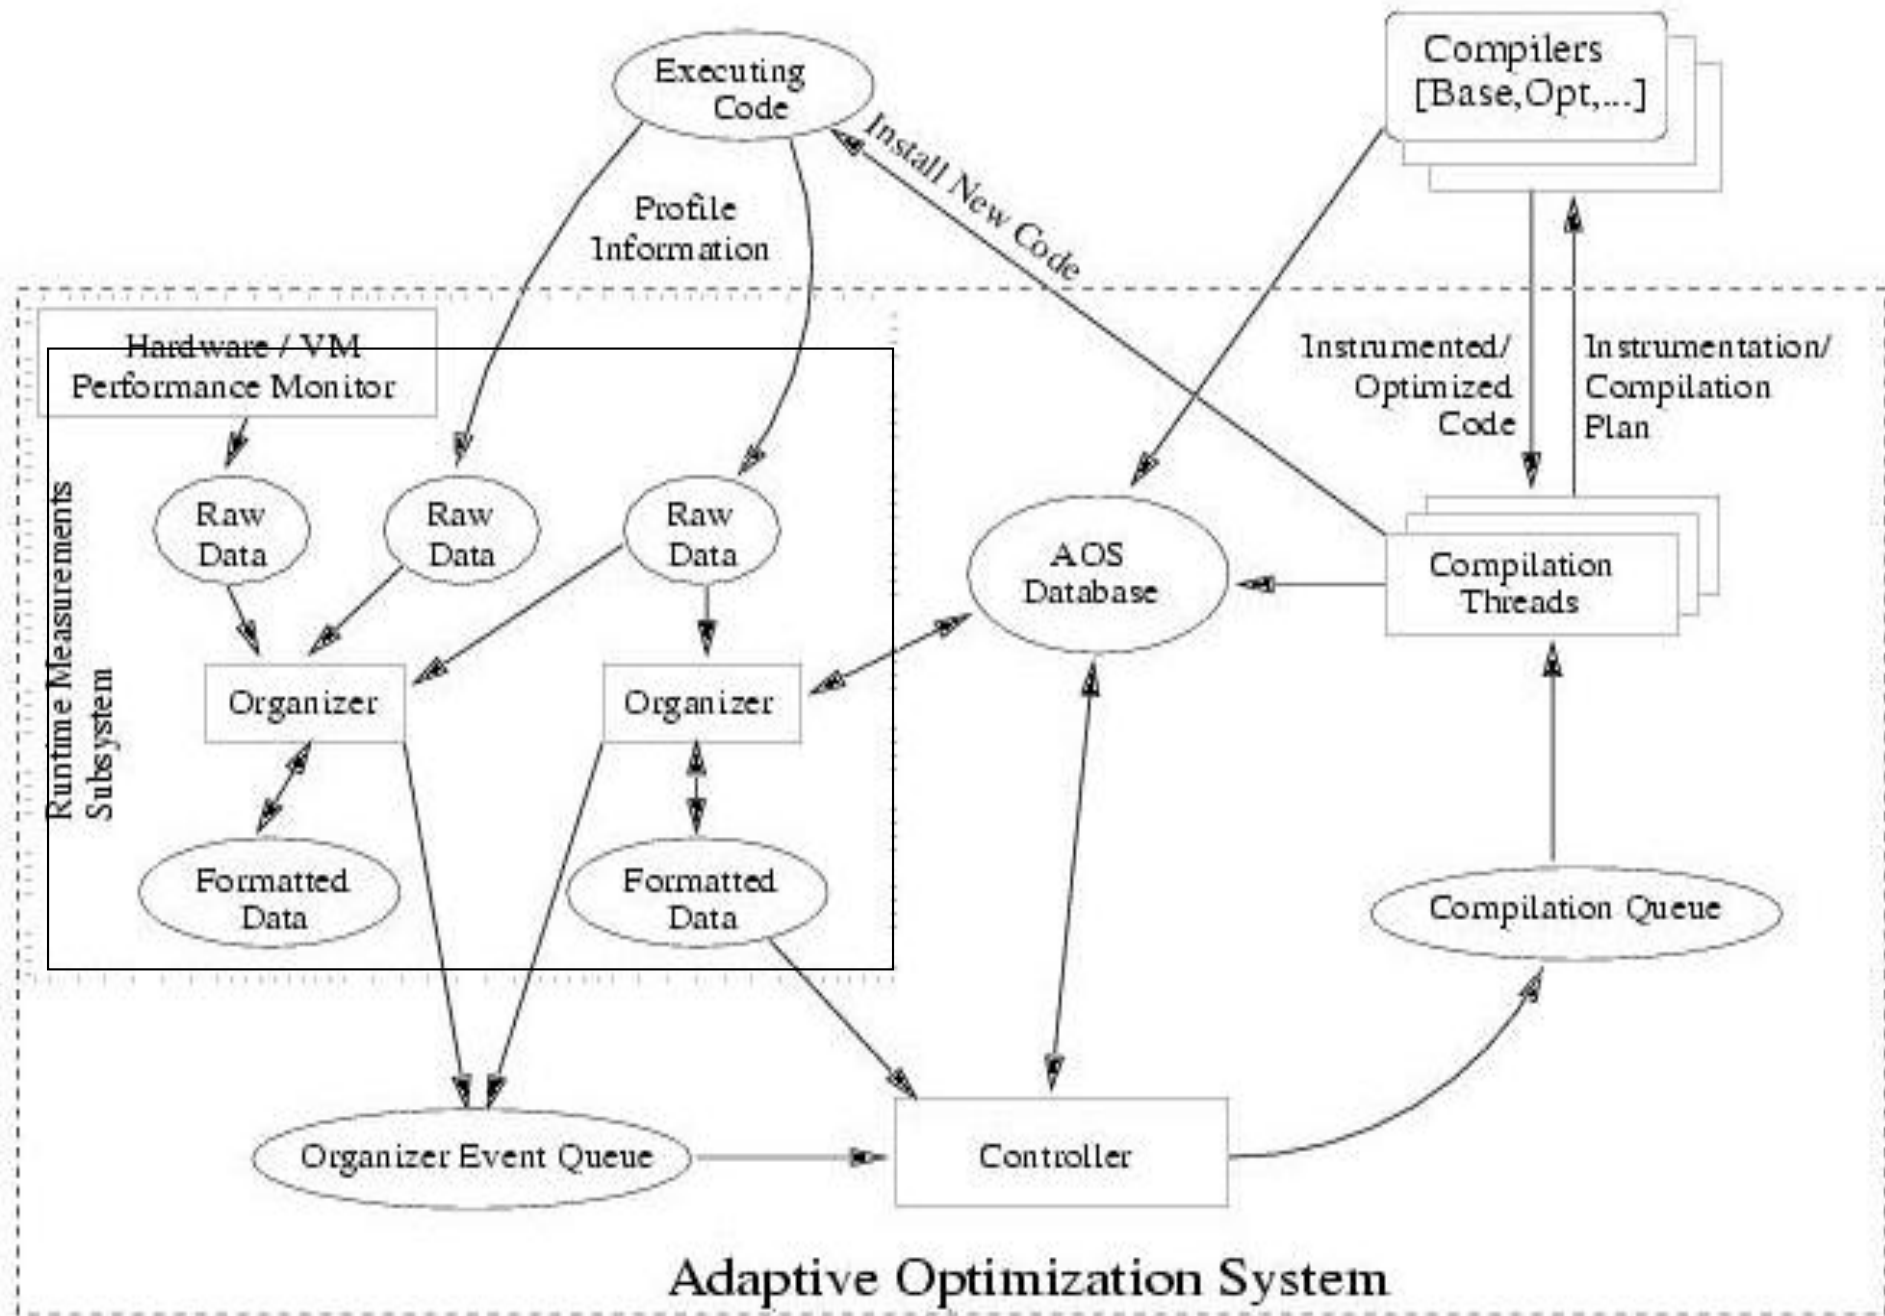 Executing
Code
Compilers
[Base,Opt,...]
Install New Code
Profile
Information
Hardware / VM
Performance Monitor
Instrumented/
Optimized
Code
Instrumentation/
Compilation
Plan
Runtime Measurements
Subsystem
Raw
Data
Raw
Data
Raw
Data
AOS
Database
Compilation
Threads
Organizer
Organizer
Formatted
Data
Formatted
Data
Compilation Queue
Organizer Event Queue
Controller
Adaptive Optimization System